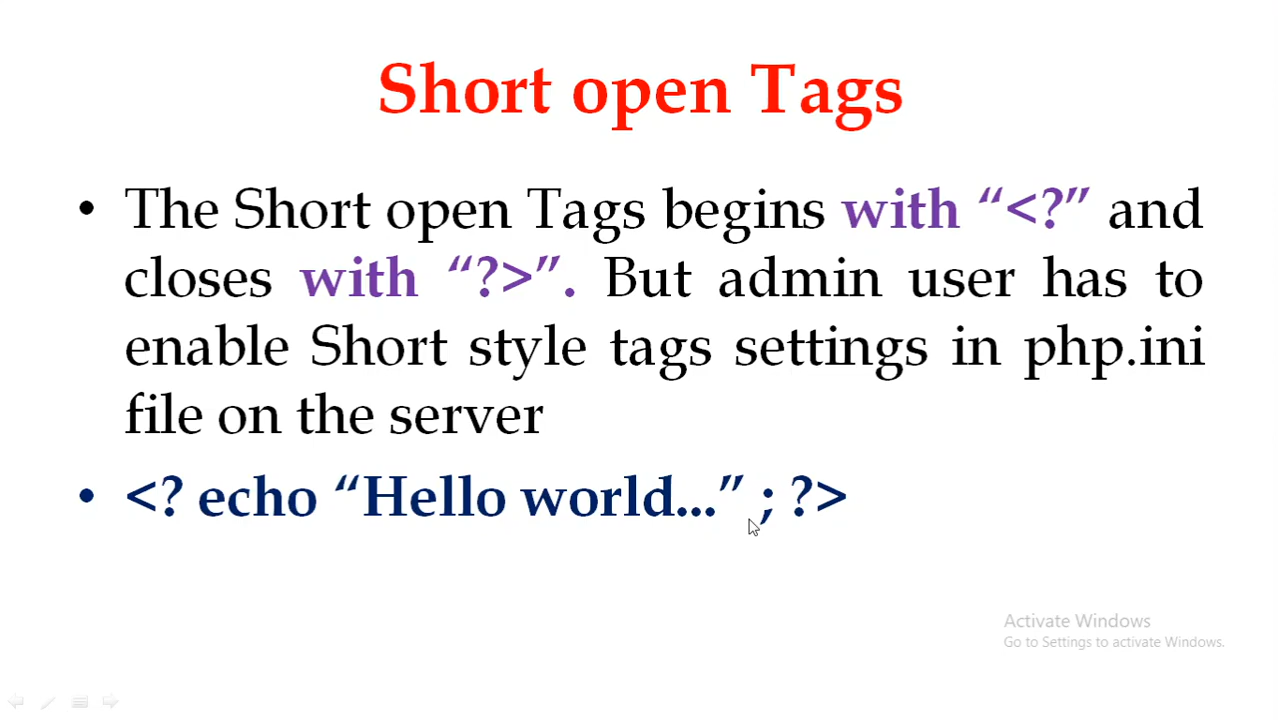 Short open Tags
• The Short open Tags begins with “<?” and
closes with “?>”. But admin user has to
enable Short style tags settings in php.ini
file on the server
• <? echo “Hello world...” ; ?>
Activate Windows
Go to Settings to activate Windows.